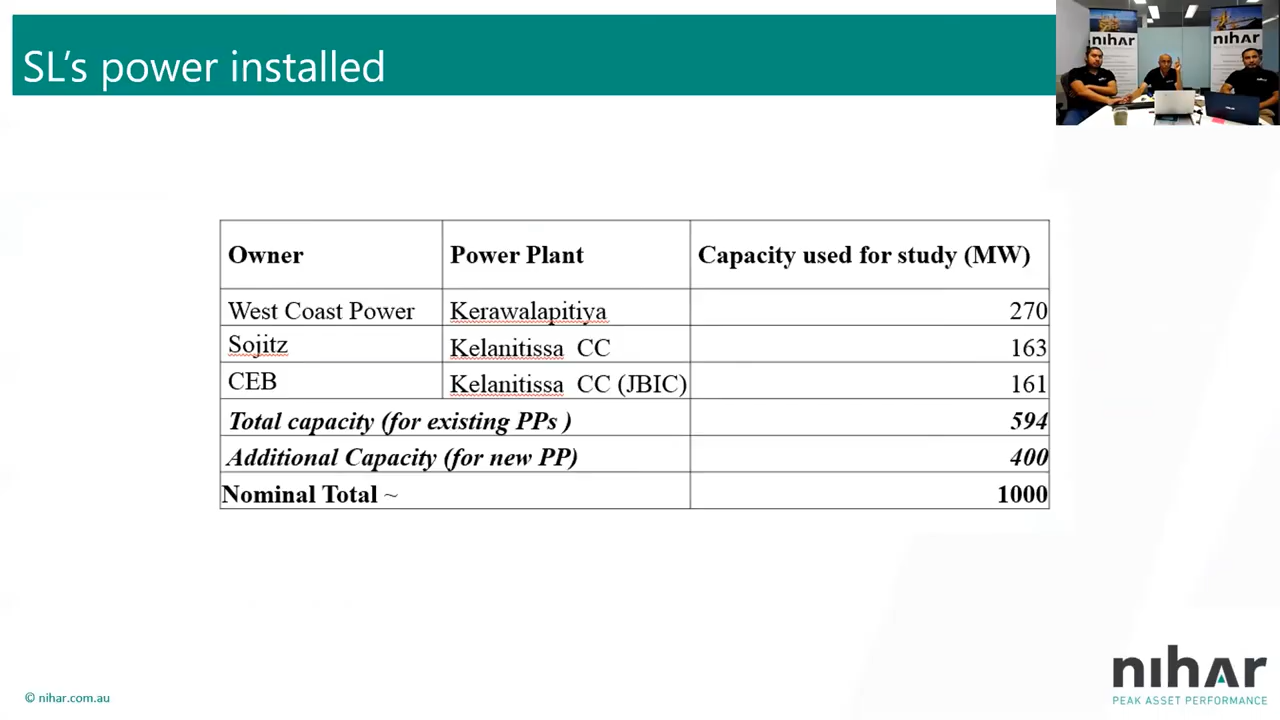 SL's power installed
nihar
nihar
Owner Power Plant Capacity used for study (MW)
West Coast Power Kerawalapitiya 270
Sojitz Kelanitissa CC 163
CEB Kelanitissa CC (JBIC) 161
Total capacity (for existing PPs ) 594
Additional Capacity (for new PP) 400
Nominal Total ~ 1000
© nihar.com.au
nihar
PEAK ASSET PERFORMANCE